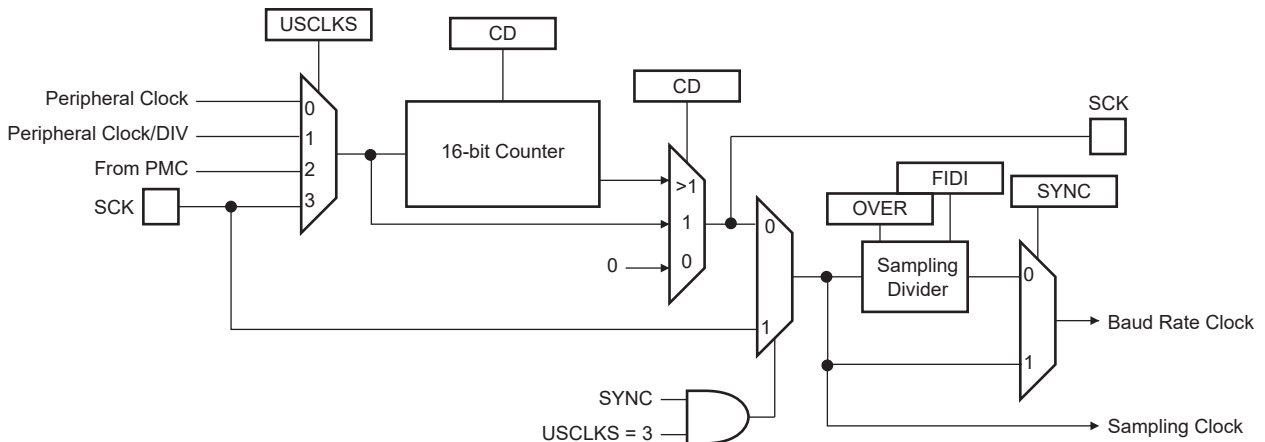 USCLKS
CD
CD
Peripheral Clock
Peripheral Clock/DIV
From PMC
SCK
0
1
2
3
16-bit Counter
>1
1
0
0
SCK
0
1
FIDI
OVER
SYNC
Sampling
Divider
0
1
Baud Rate Clock
Sampling Clock
SYNC
USCLKS = 3